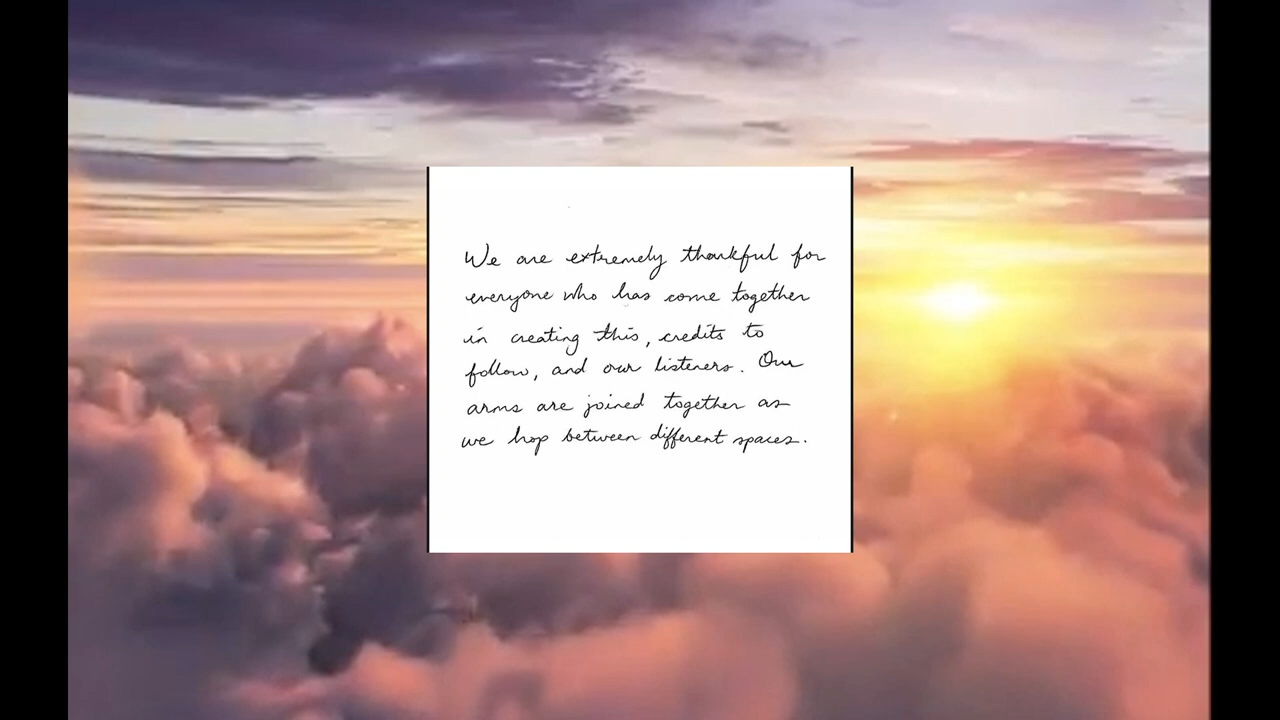 We are extremely thankful for
everyone who has come together
in creating this, credits to
follow, and our listeners. Our
arms are joined together as
we hop between different spaces.